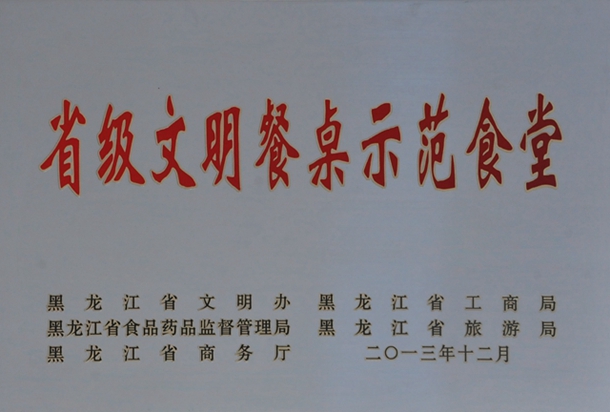 省级文明餐桌示范食堂
黑龙江省文明办 黑龙江省工商局
黑龙江省食品药品监督管理局 黑龙江省旅游局
黑龙江省商务厅 二〇一三年十二月